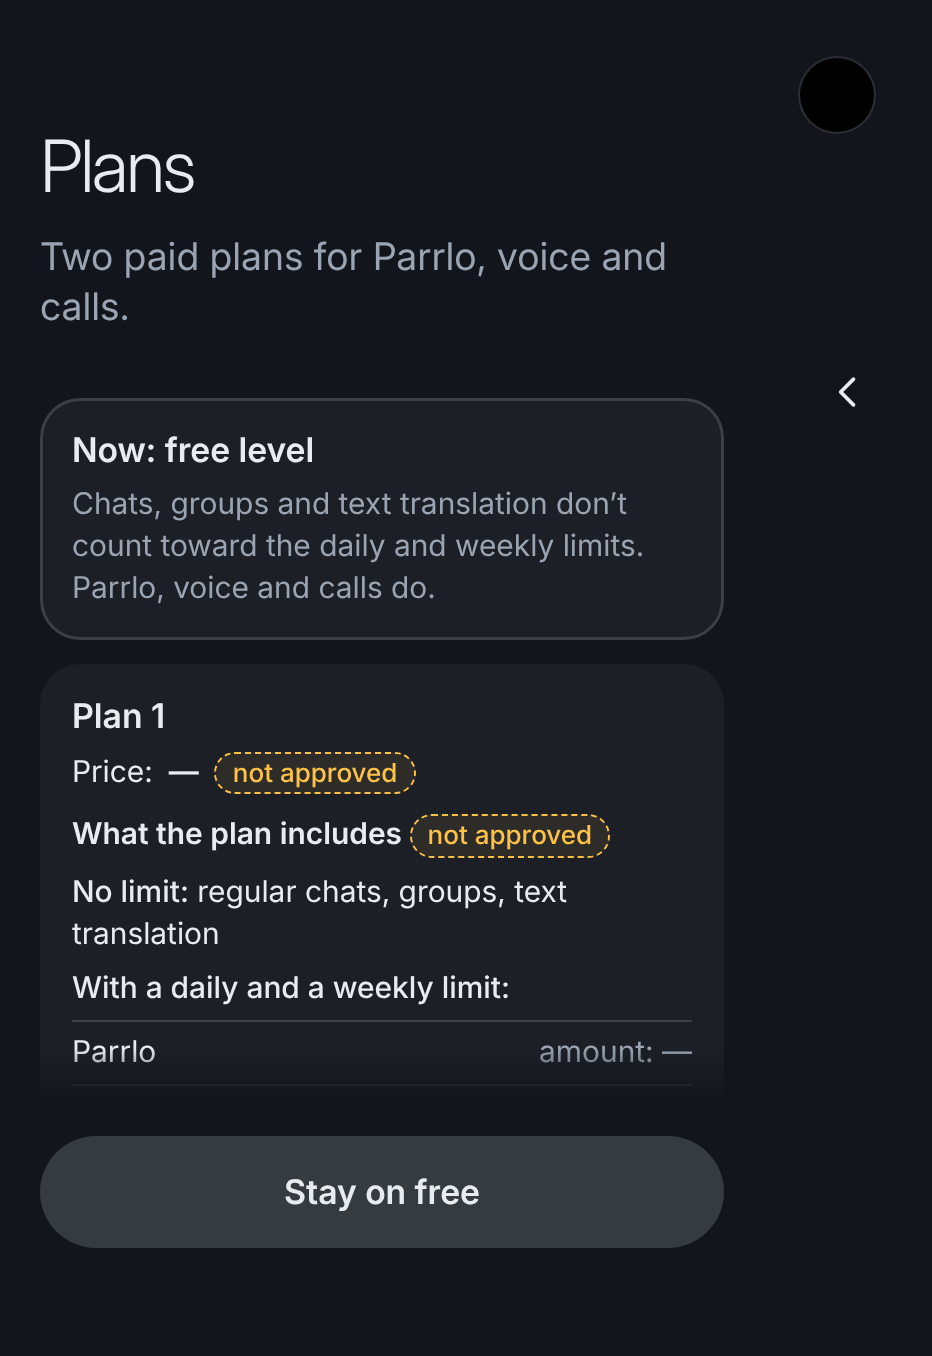 Plans
Two paid plans for Parrlo, voice and
calls.
Now: free level
Chats, groups and text translation don’t
count toward the daily and weekly limits.
Parrlo, voice and calls do.
Plan 1
Price: — not approved
What the plan includes not approved
No limit: regular chats, groups, text
translation
With a daily and a weekly limit:
Parrlo amount: —
Stay on free